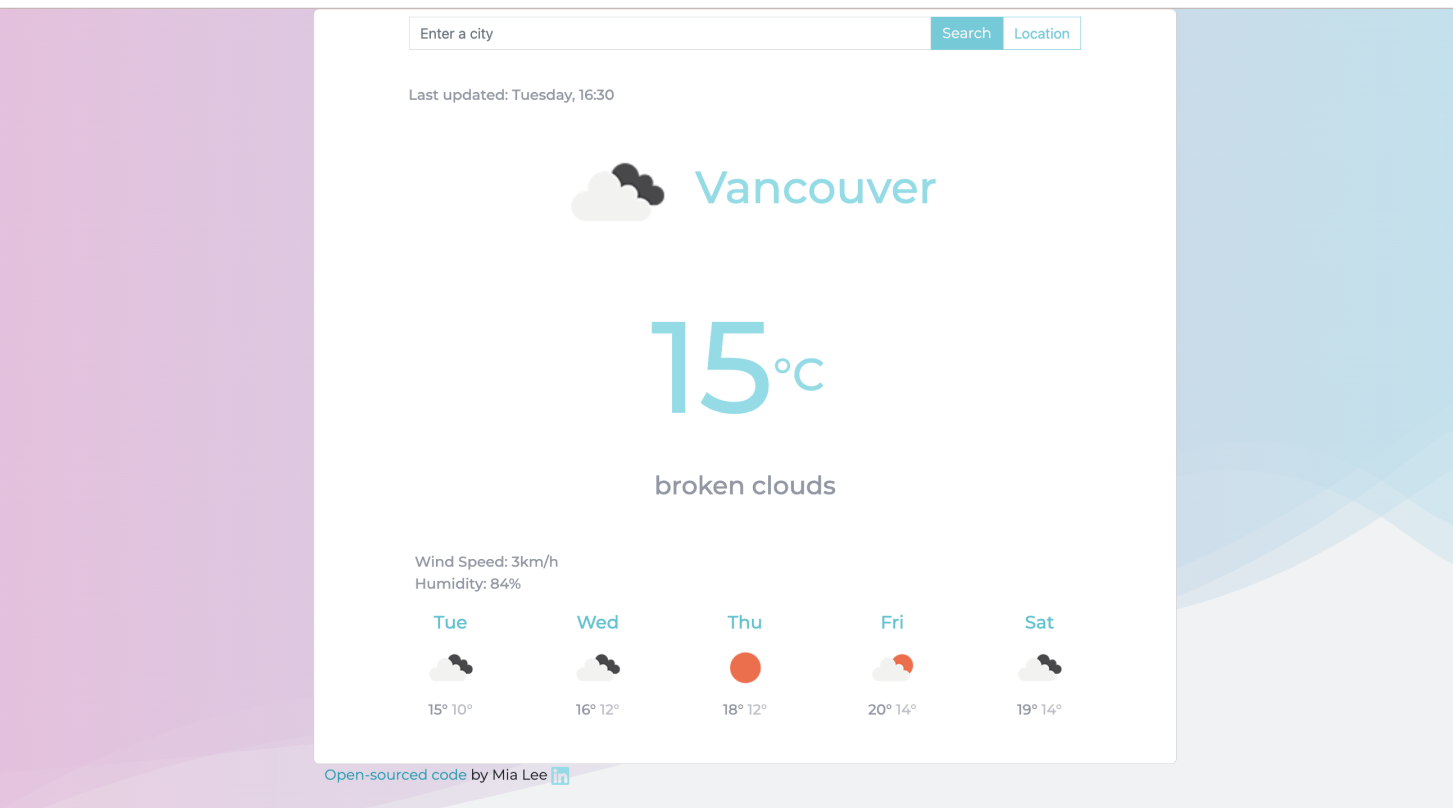 Enter a city Search Location
Last updated: Tuesday, 16:30
Vancouver
15°C
broken clouds
Wind Speed: 3km/h
Humidity: 84%
Tue Wed Thu Fri Sat
15° 10° 16° 12° 18° 12° 20° 14° 19° 14°
Open-sourced code by Mia Lee in